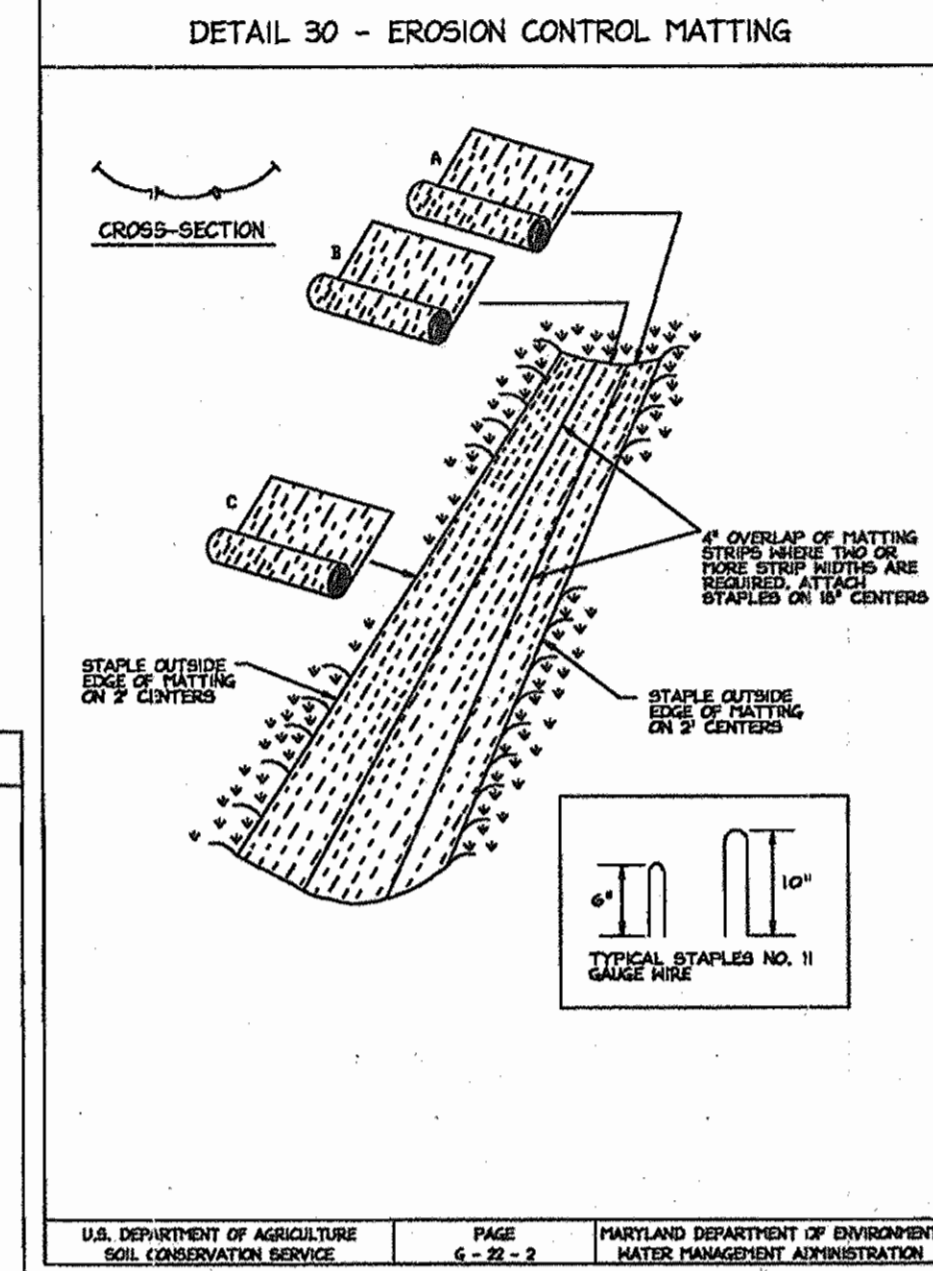 DETAIL 30 - EROSION CONTROL MATTING
CROSS-SECTION
A
B
C
4" OVERLAP OF MATTING
STRIPS WHERE TWO OR
MORE STRIP WIDTHS ARE
REQUIRED. ATTACH
STAPLES ON 18" CENTERS
STAPLE OUTSIDE
EDGE OF MATTING
ON 2' CENTERS
STAPLE OUTSIDE
EDGE OF MATTING
ON 2' CENTERS
6"
10"
TYPICAL STAPLES NO. 11
GAUGE WIRE
U.S. DEPARTMENT OF AGRICULTURE
SOIL CONSERVATION SERVICE
PAGE
G - 22 - 2
MARYLAND DEPARTMENT OF ENVIRONMENT
WATER MANAGEMENT ADMINISTRATION